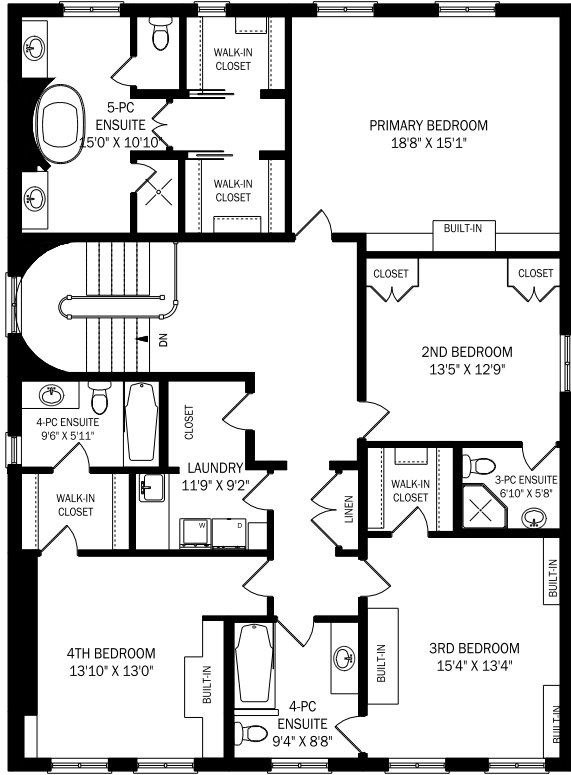 WALK-IN
CLOSET
5-PC
ENSUITE
15'0" X 10'10"
PRIMARY BEDROOM
18'8" X 15'1"
WALK-IN
CLOSET
BUILT-IN
CLOSET
CLOSET
DN
2ND BEDROOM
13'5" X 12'9"
4-PC ENSUITE
9'6" X 5'11"
CLOSET
LAUNDRY
11'9" X 9'2"
WALK-IN
CLOSET
3-PC ENSUITE
6'10" X 5'8"
WALK-IN
CLOSET
LINEN
W
D
BUILT-IN
4TH BEDROOM
13'10" X 13'0"
BUILT-IN
BUILT-IN
3RD BEDROOM
15'4" X 13'4"
4-PC
ENSUITE
9'4" X 8'8"
BUILT-IN